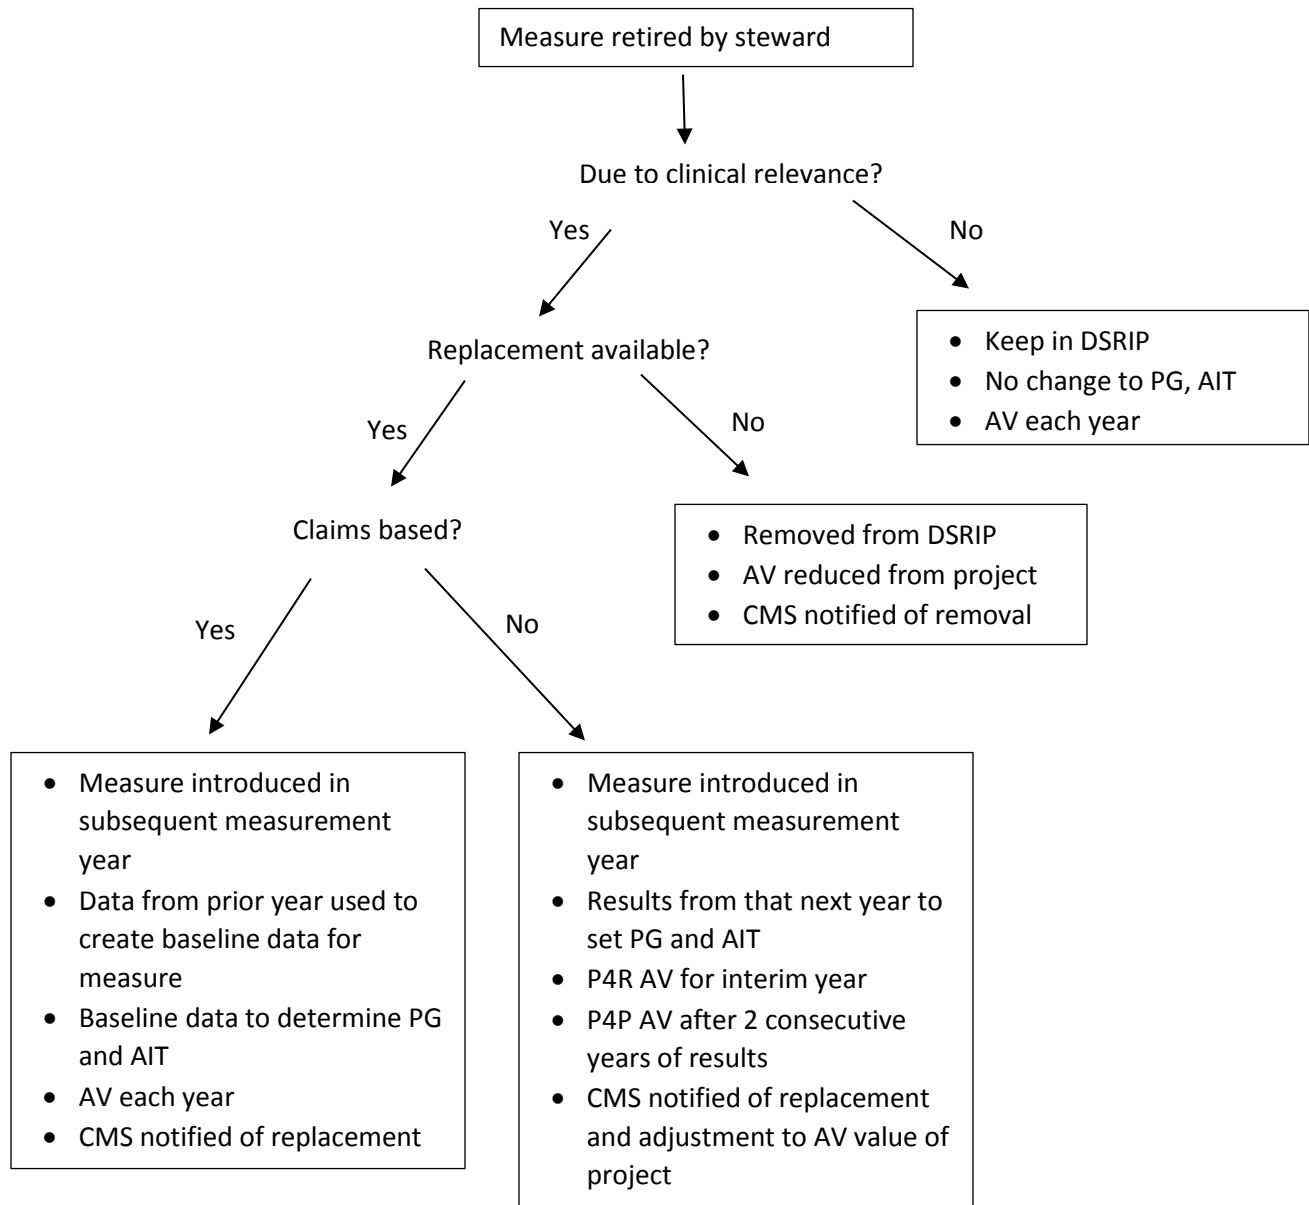 Measure retired by steward
Due to clinical relevance?
Yes
No
Replacement available?
• Keep in DSRIP
• No change to PG, AIT
• AV each year
Yes
No
Claims based?
• Removed from DSRIP
• AV reduced from project
• CMS notified of removal
Yes
No
• Measure introduced in
subsequent measurement
year
• Data from prior year used to
create baseline data for
measure
• Baseline data to determine PG
and AIT
• AV each year
• CMS notified of replacement
• Measure introduced in
subsequent measurement
year
• Results from that next year to
set PG and AIT
• P4R AV for interim year
• P4P AV after 2 consecutive
years of results
• CMS notified of replacement
and adjustment to AV value of
project